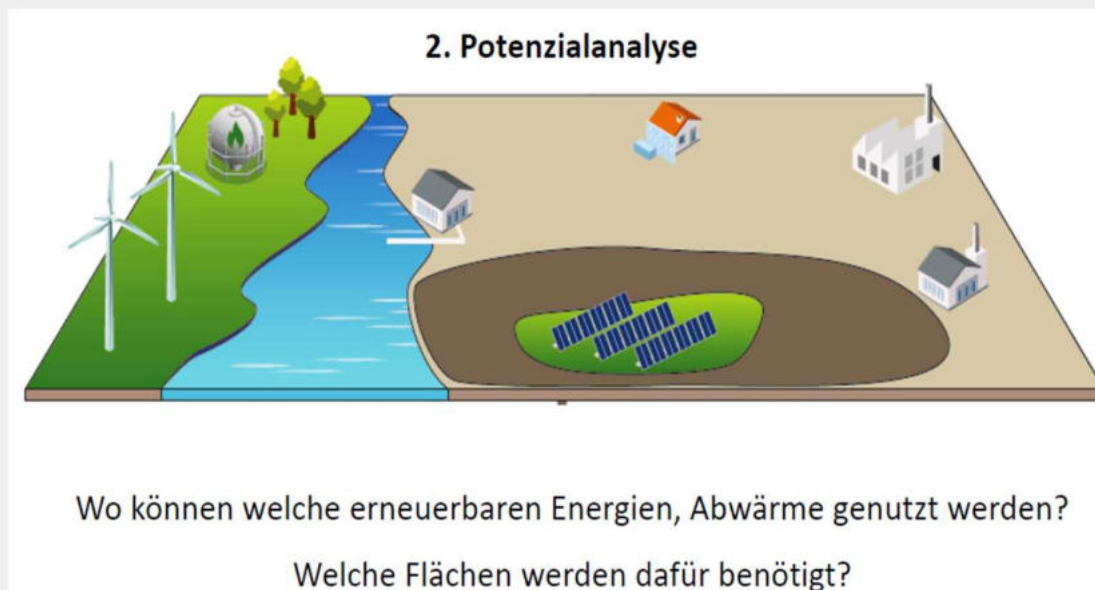 2. Potenzialanalyse
Wo können welche erneuerbaren Energien, Abwärme genutzt werden?
Welche Flächen werden dafür benötigt?